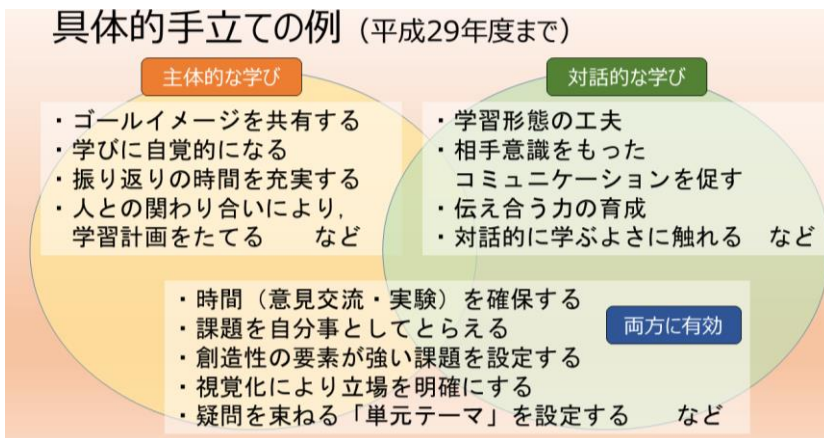 具体的手立ての例（平成29年度まで）
主体的な学び
・ゴールイメージを共有する
・学びに自覚的になる
・振り返りの時間を充実する
・人との関わり合いにより，
学習計画をたてる　　など
対話的な学び
・学習形態の工夫
・相手意識をもった
コミュニケーションを促す
・伝え合う力の育成
・対話的に学ぶよさに触れる　など
両方に有効
・時間（意見交流・実験）を確保する
・課題を自分事としてとらえる
・創造性の要素が強い課題を設定する
・視覚化により立場を明確にする
・疑問を束ねる「単元テーマ」を設定する　　など